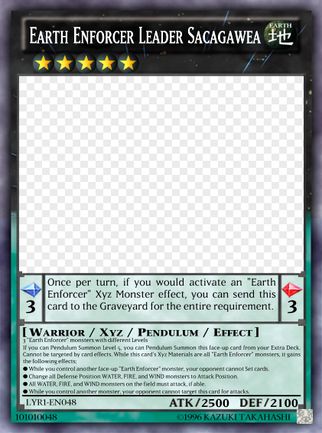 EARTH ENFORCER LEADER SACAGAWEA
EARTH
地
Once per turn, if you would activate an "Earth
Enforcer" Xyz Monster effect, you can send this
card to the Graveyard for the entire requirement.
3
3
[ WARRIOR / XYZ / PENDULUM / EFFECT ]
3 "Earth Enforcer" monsters with different Levels
If you can Pendulum Summon Level 5, you can Pendulum Summon this face-up card from your Extra Deck.
Cannot be targeted by card effects. While this card's Xyz Materials are all "Earth Enforcer" monsters, it gains
the following effects;
● While you control another face-up "Earth Enforcer" monster, your opponent cannot Set cards.
● Change all Defense Position WATER, FIRE, and WIND monsters to Attack Position.
● All WATER, FIRE, and WIND monsters on the field must attack, if able.
● While you control another monster, your opponent cannot target this card for attacks.
LYR1-EN048
ATK/2500 DEF/2100
101010048
©1996 KAZUKI TAKAHASHI